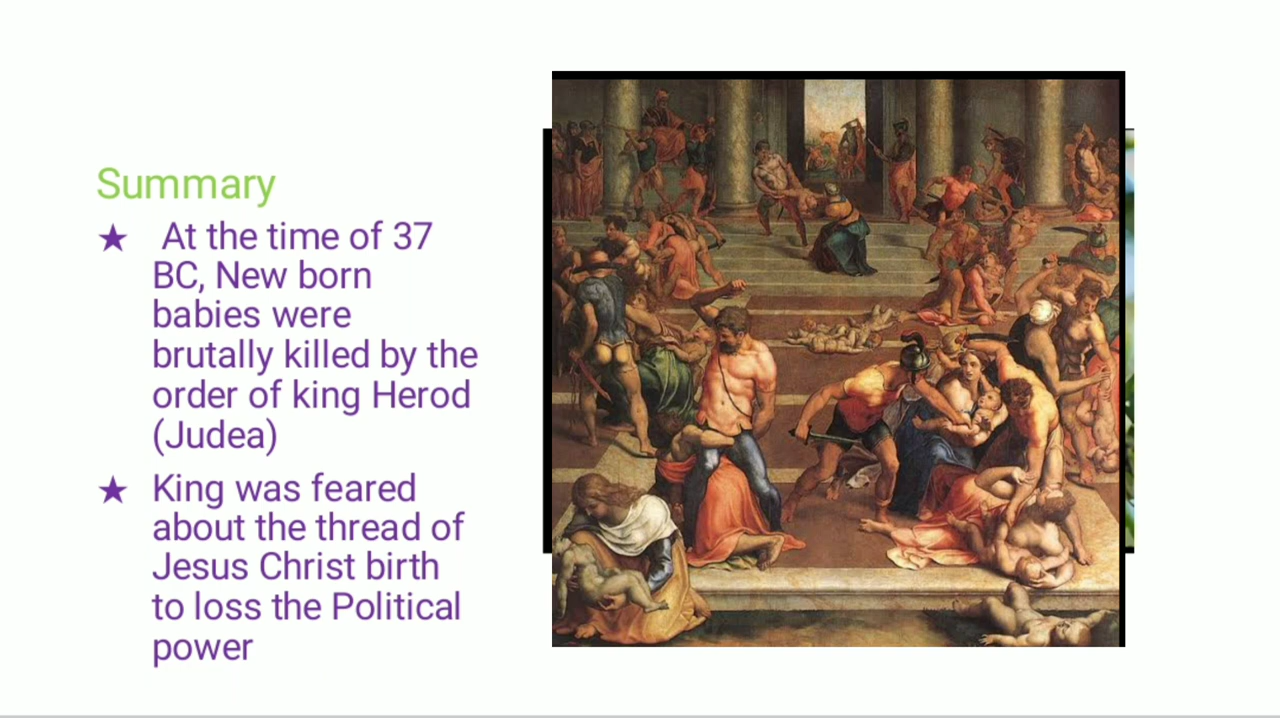 Summary
★ At the time of 37
BC, New born
babies were
brutally killed by the
order of king Herod
(Judea)
★ King was feared
about the thread of
Jesus Christ birth
to loss the Political
power